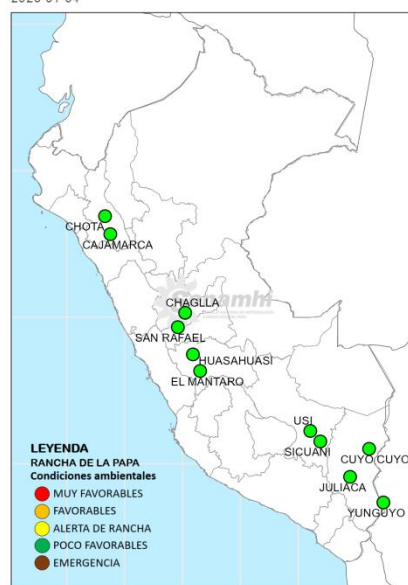 CHOTA
CAJAMARCA
CHAGLLA
Senamhi
SAN RAFAEL
HUASAHUASI
EL MANTARO
USI
SICUANI
CUYO CUYO
JULIACA
YUNGUYO
LEYENDA
RANCHA DE LA PAPA
Condiciones ambientales
MUY FAVORABLES
FAVORABLES
ALERTA DE RANCHA
POCO FAVORABLES
EMERGENCIA